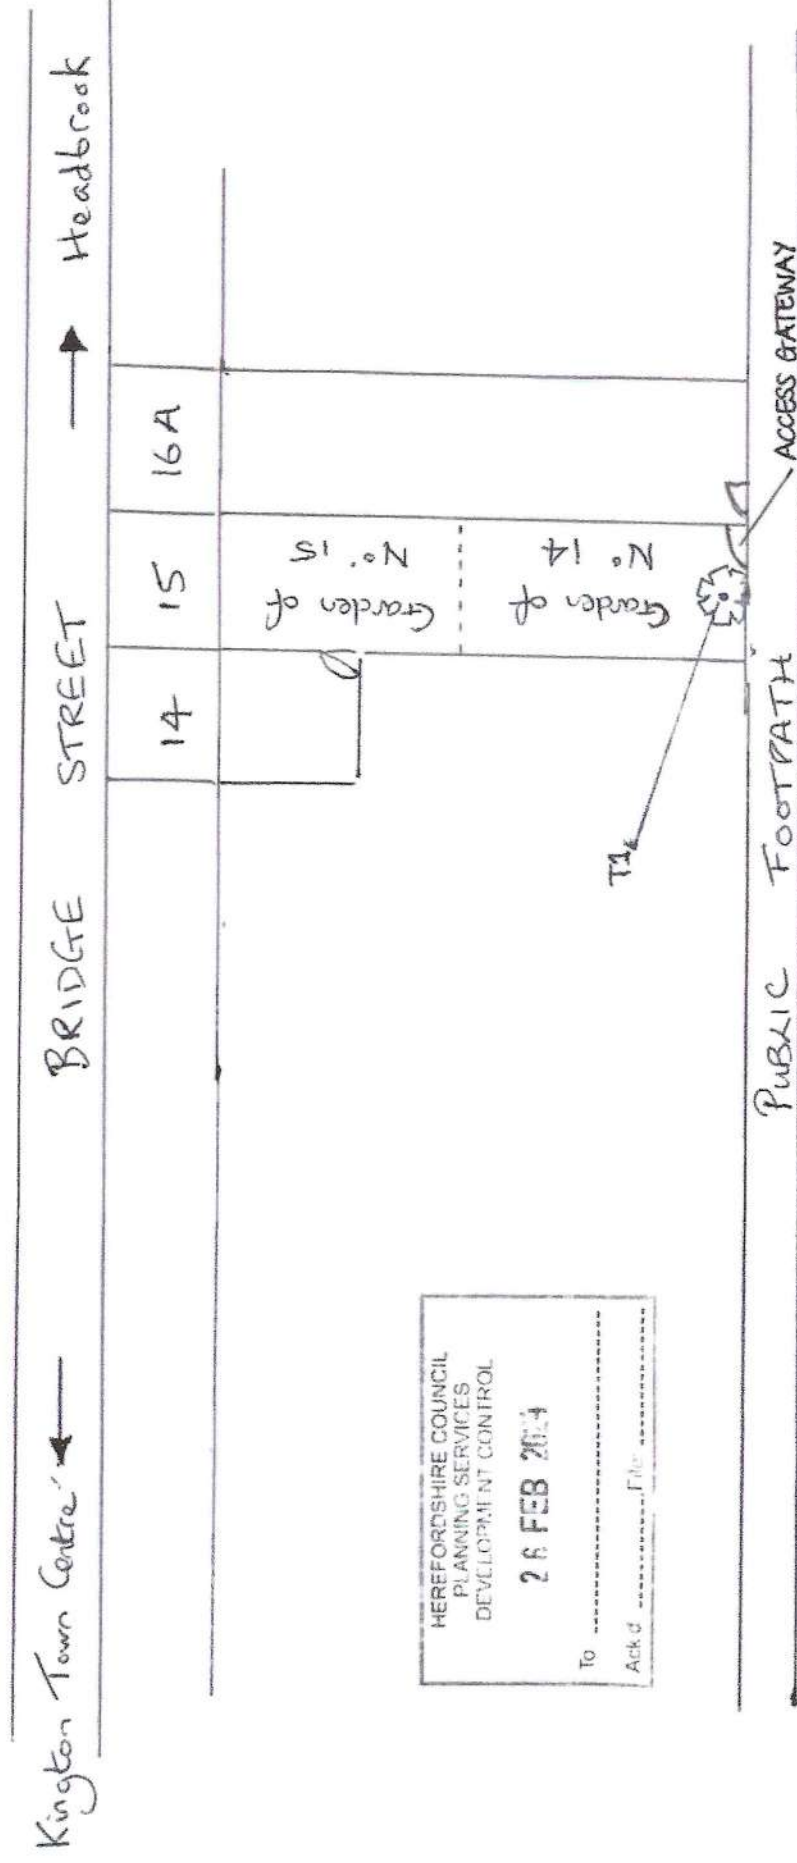 Kington Town Centre
BRIDGE STREET
Headbrook
14
15
16A
Garden of
No. 15
Garden of
No. 14
T1
ACCESS GATEWAY
PUBLIC FOOTPATH
HEREFORDSHIRE COUNCIL
PLANNING SERVICES
DEVELOPMENT CONTROL
26 FEB
To
Ack'd File